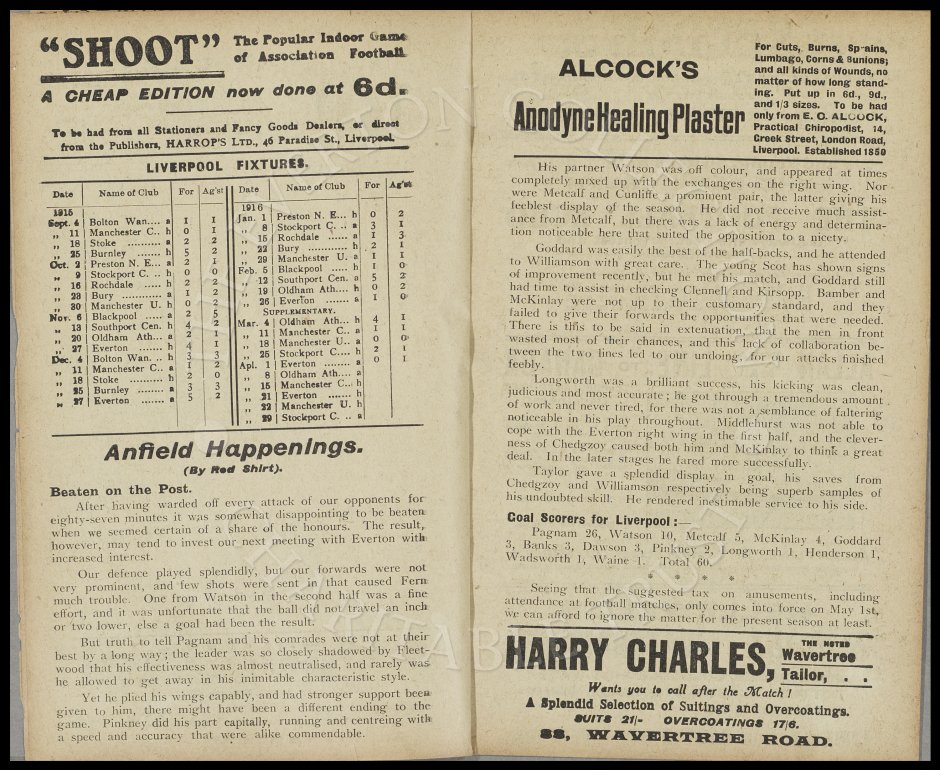 "SHOOT" The Popular Indoor Game
of Association Football
A CHEAP EDITION now done at 6d.
To be had from all Stationers and Fancy Goods Dealers, or direct
from the Publishers, HARROP'S LTD., 46 Paradise St., Liverpool.
LIVERPOOL FIXTURES.
Date Name of Club For Ag'st
1915
Sept. 4 Bolton Wan.... a 1 1
" 11 Manchester C.. h 0 1
" 18 Stoke ........... a 2 2
" 25 Burnley ....... h 5 2
Oct. 2 Preston N. E... a 2 1
" 9 Stockport C. .. h 0 0
" 16 Rochdale ...... h 2 2
" 23 Bury ............ a 1 2
" 30 Manchester U. h 0 2
Nov. 6 Blackpool ..... a 2 5
" 13 Southport Cen. h 4 2
" 20 Oldham Ath... a 2 1
" 27 Everton ....... h 4 1
Dec. 4 Bolton Wan. .. h 3 3
" 11 Manchester C.. a 1 2
" 18 Stoke .......... h 2 0
" 25 Burnley ....... a 3 3
" 27 Everton ....... a 5 2
Date Name of Club For Ag'st
1916
Jan. 1 Preston N. E... h 0 2
" 8 Stockport C. .. a 3 1
" 15 Rochdale ...... a 1 3
" 22 Bury ........... h 2 1
" 29 Manchester U. a 1 1
Feb. 5 Blackpool ..... h 1 0
" 12 Southport Cen. a 5 2
" 19 Oldham Ath... h 0 2
" 26 Everton ....... a 1 0
SUPPLEMENTARY.
Mar. 4 Oldham Ath... h 4 1
" 11 Manchester C.. a 1 1
" 18 Manchester U.. a 0 0
" 25 Stockport C.... h 2 1
Apl. 1 Everton ........ a 0 1
" 8 Oldham Ath.... a
" 15 Manchester C.. h
" 21 Everton ....... h
" 22 Manchester U. h
" 29 Stockport C. .. a
Anfield Happenings.
(By Red Shirt).
Beaten on the Post.
After having warded off every attack of our opponents for
eighty-seven minutes it was somewhat disappointing to be beaten
when we seemed certain of a share of the honours. The result,
however, may tend to invest our next meeting with Everton with
increased interest.
Our defence played splendidly, but our forwards were not
very prominent, and few shots were sent in that caused Fern
much trouble. One from Watson in the second half was a fine
effort, and it was unfortunate that the ball did not travel an inch
or two lower, else a goal had been the result.
But truth to tell Pagnam and his comrades were not at their
best by a long way; the leader was so closely shadowed by Fleet-
wood that his effectiveness was almost neutralised, and rarely was
he allowed to get away in his inimitable characteristic style.
Yet he plied his wings capably, and had stronger support been
given to him, there might have been a different ending to the
game. Pinkney did his part capitally, running and centreing with
a speed and accuracy that were alike commendable.
ALCOCK'S
Anodyne Healing Plaster
For Cuts, Burns, Sprains,
Lumbago, Corns & Bunions;
and all kinds of Wounds, no
matter of how long stand-
ing. Put up in 6d., 9d.,
and 1/3 sizes. To be had
only from E. C. ALCOCK,
Practical Chiropodist, 14,
Creek Street, London Road,
Liverpool. Established 1850
His partner Watson was off colour, and appeared at times
completely mixed up with the exchanges on the right wing. Nor
were Metcalf and Cunliffe a prominent pair, the latter giving his
feeblest display of the season. He did not receive much assist-
ance from Metcalf, but there was a lack of energy and determina-
tion noticeable here that suited the opposition to a nicety.
Goddard was easily the best of the half-backs, and he attended
to Williamson with great care. The young Scot has shown signs
of improvement recently, but he met his match, and Goddard still
had time to assist in checking Clennell and Kirsopp. Bamber and
McKinlay were not up to their customary standard, and they
failed to give their forwards the opportunities that were needed.
There is this to be said in extenuation, that the men in front
wasted most of their chances, and this lack of collaboration be-
tween the two lines led to our undoing, for our attacks finished
feebly.
Longworth was a brilliant success, his kicking was clean,
judicious and most accurate; he got through a tremendous amount
of work and never tired, for there was not a semblance of faltering
noticeable in his play throughout. Middlehurst was not able to
cope with the Everton right wing in the first half, and the clever-
ness of Chedgzoy caused both him and McKinlay to think a great
deal. In the later stages he fared more successfully.
Taylor gave a splendid display in goal, his saves from
Chedgzoy and Williamson respectively being superb samples of
his undoubted skill. He rendered inestimable service to his side.
Goal Scorers for Liverpool:—
Pagnam 26, Watson 10, Metcalf 5, McKinlay 4, Goddard
3, Banks 3, Dawson 3, Pinkney 2, Longworth 1, Henderson 1,
Wadsworth 1, Waine 1. Total 60.
* * * *
Seeing that the suggested tax on amusements, including
attendance at football matches, only comes into force on May 1st,
we can afford to ignore the matter for the present season at least.
HARRY CHARLES, THE NOTED
Wavertree
Tailor, . .
Wants you to call after the Match!
A Splendid Selection of Suitings and Overcoatings.
SUITS 21/- OVERCOATINGS 17/6.
88, WAVERTREE ROAD.